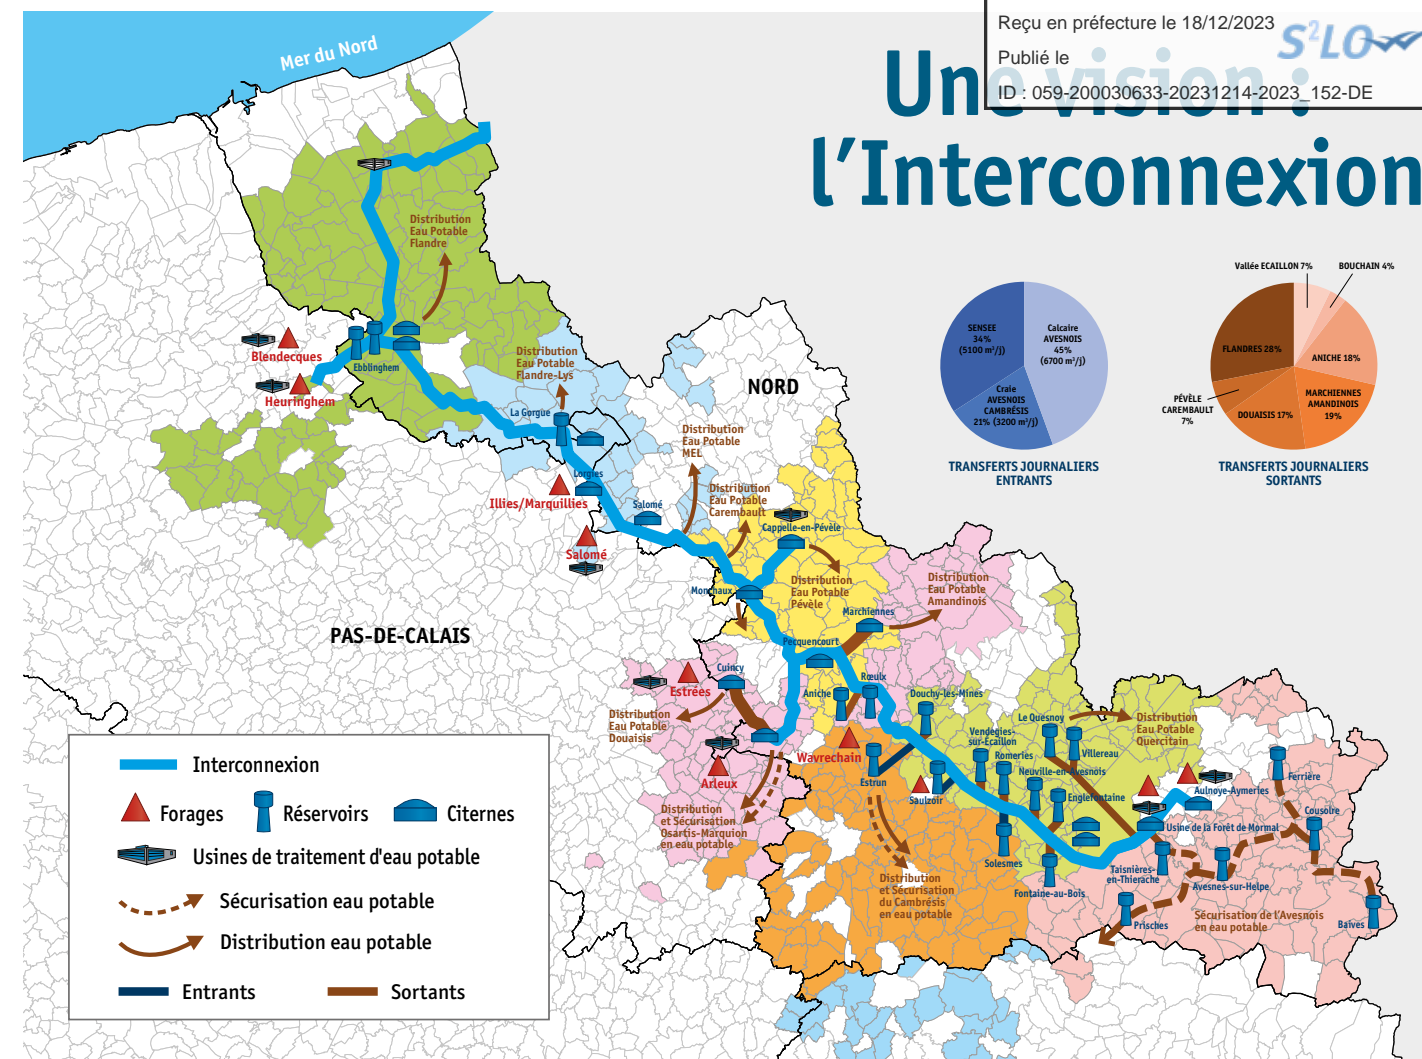 Reçu en préfecture le 18/12/2023
S²LO
Publié le
ID : 059-200030633-20231214-2023_152-DE
Une vision :
l'Interconnexion
Mer du Nord
Distribution
Eau Potable
Flandre
Blendecques
Heuringhem
Ebblinghem
Distribution
Eau Potable
Flandre-Lys
La Gorgue
NORD
Distribution
Eau Potable
MEL
Lorgies
Illies/Marquillies
Salomé
Salomé
Distribution
Eau Potable
Carembault
Cappelle-en-Pévèle
Distribution
Eau Potable
Pévèle
Monchaux
Distribution
Eau Potable
Amandinois
Marchiennes
Pecquencourt
PAS-DE-CALAIS
Cuincy
Estrées
Distribution
Eau Potable
Douaisis
Aniche
Rœulx
Douchy-les-Mines
Wavrechain
Arleux
Estrun
Saulzoir
Distribution
et Sécurisation
Osartis-Marquion
en eau potable
Distribution
et Sécurisation
du Cambrésis
en eau potable
Vendegies-
sur-Ecaillon
Romeries
Le Quesnoy
Villereau
Neuville-en-Avesnois
Englefontaine
Distribution
Eau Potable
Quercitain
Solesmes
Fontaine-au-Bois
Aulnoye-Aymeries
Usine de la Forêt de Mormal
Ferrière
Cousolre
Taisnières-
en-Thierache
Avesnes-sur-Helpe
Prisches
Sécurisation de l'Avesnois
en eau potable
Baives
SENSEE
34%
(5100 m³/j)
Calcaire
AVESNOIS
45%
(6700 m³/j)
Craie
AVESNOIS
CAMBRÉSIS
21% (3200 m³/j)
TRANSFERTS JOURNALIERS
ENTRANTS
Vallée ECAILLON 7%
BOUCHAIN 4%
FLANDRES 28%
ANICHE 18%
MARCHIENNES
AMANDINOIS
19%
PÉVÈLE
CAREMBAULT
7%
DOUAISIS 17%
TRANSFERTS JOURNALIERS
SORTANTS
Interconnexion
Forages
Réservoirs
Citernes
Usines de traitement d'eau potable
Sécurisation eau potable
Distribution eau potable
Entrants
Sortants